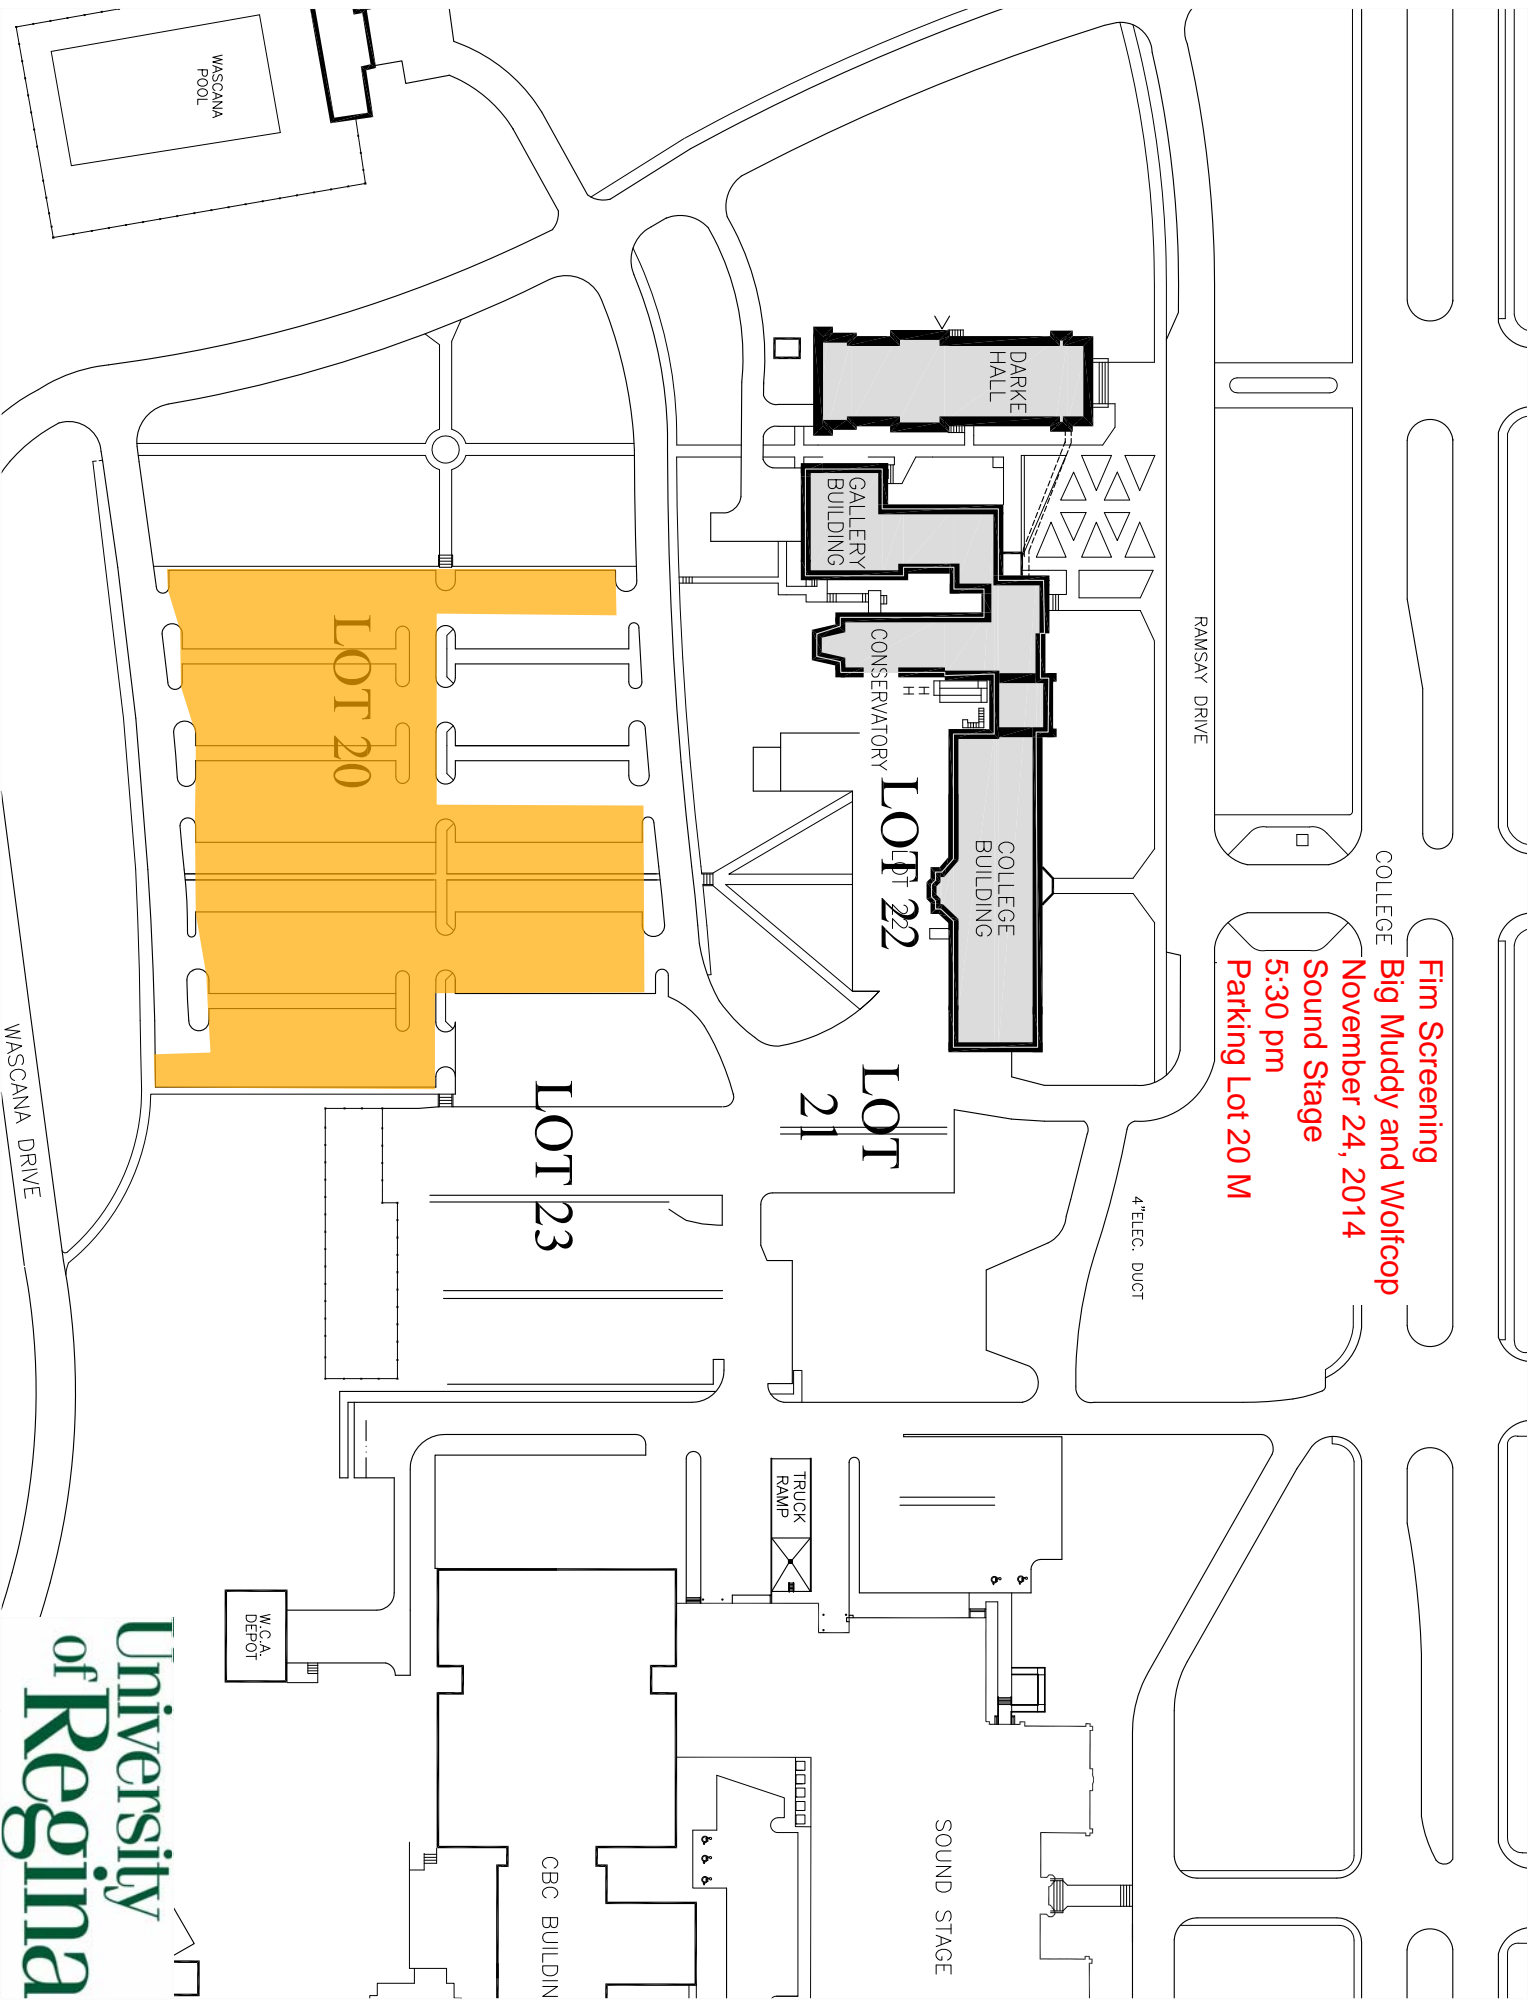 Fim Screening
Big Muddy and Wolfcop
November 24, 2014
Sound Stage
5:30 pm
Parking Lot 20 M
COLLEGE
RAMSAY DRIVE
4"ELEC. DUCT
DARKE
HALL
GALLERY
BUILDING
CONSERVATORY
H
H
COLLEGE
BUILDING
LOT 22
LOT 22
LOT
21
LOT 23
LOT 20
WASCANA
POOL
WASCANA DRIVE
TRUCK
RAMP
SOUND STAGE
CBC BUILDIN
W.C.A.
DEPOT
University
of Regina